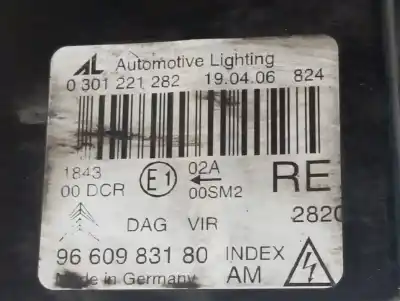 AL Automotive Lighting
0 301 221 282 19.04.06 824
1843 E1 02A RE
00 DCR 00SM2
DAG VIR 2820
96 609 831 80 INDEX
Made in Germany AM